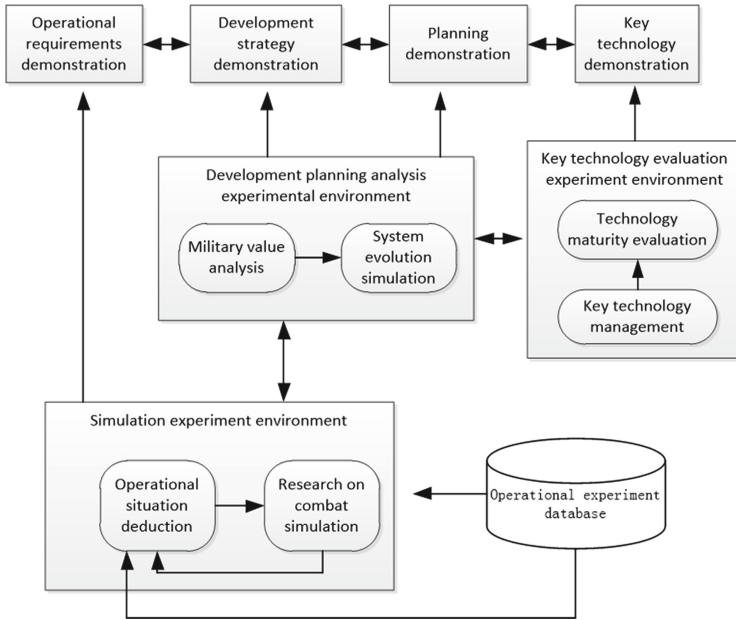 Operational
requirements
demonstration
Development
strategy
demonstration
Planning
demonstration
Key
technology
demonstration
Development planning analysis
experimental environment
Military value
analysis
System
evolution
simulation
Key technology evaluation
experiment environment
Technology
maturity evaluation
Key technology
management
Simulation experiment environment
Operational
situation
deduction
Research on
combat
simulation
Operational experiment
database